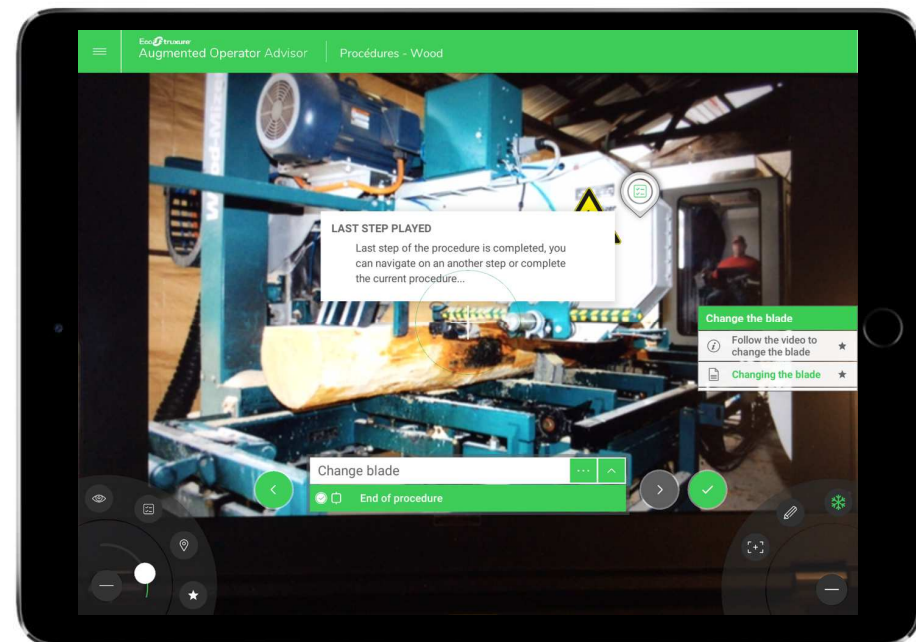 EcoStruxure
Augmented Operator Advisor
Procédures - Wood
LAST STEP PLAYED
Last step of the procedure is completed, you
can navigate on an another step or complete
the current procedure...
Change the blade
Follow the video to
change the blade
Changing the blade
Change blade
End of procedure